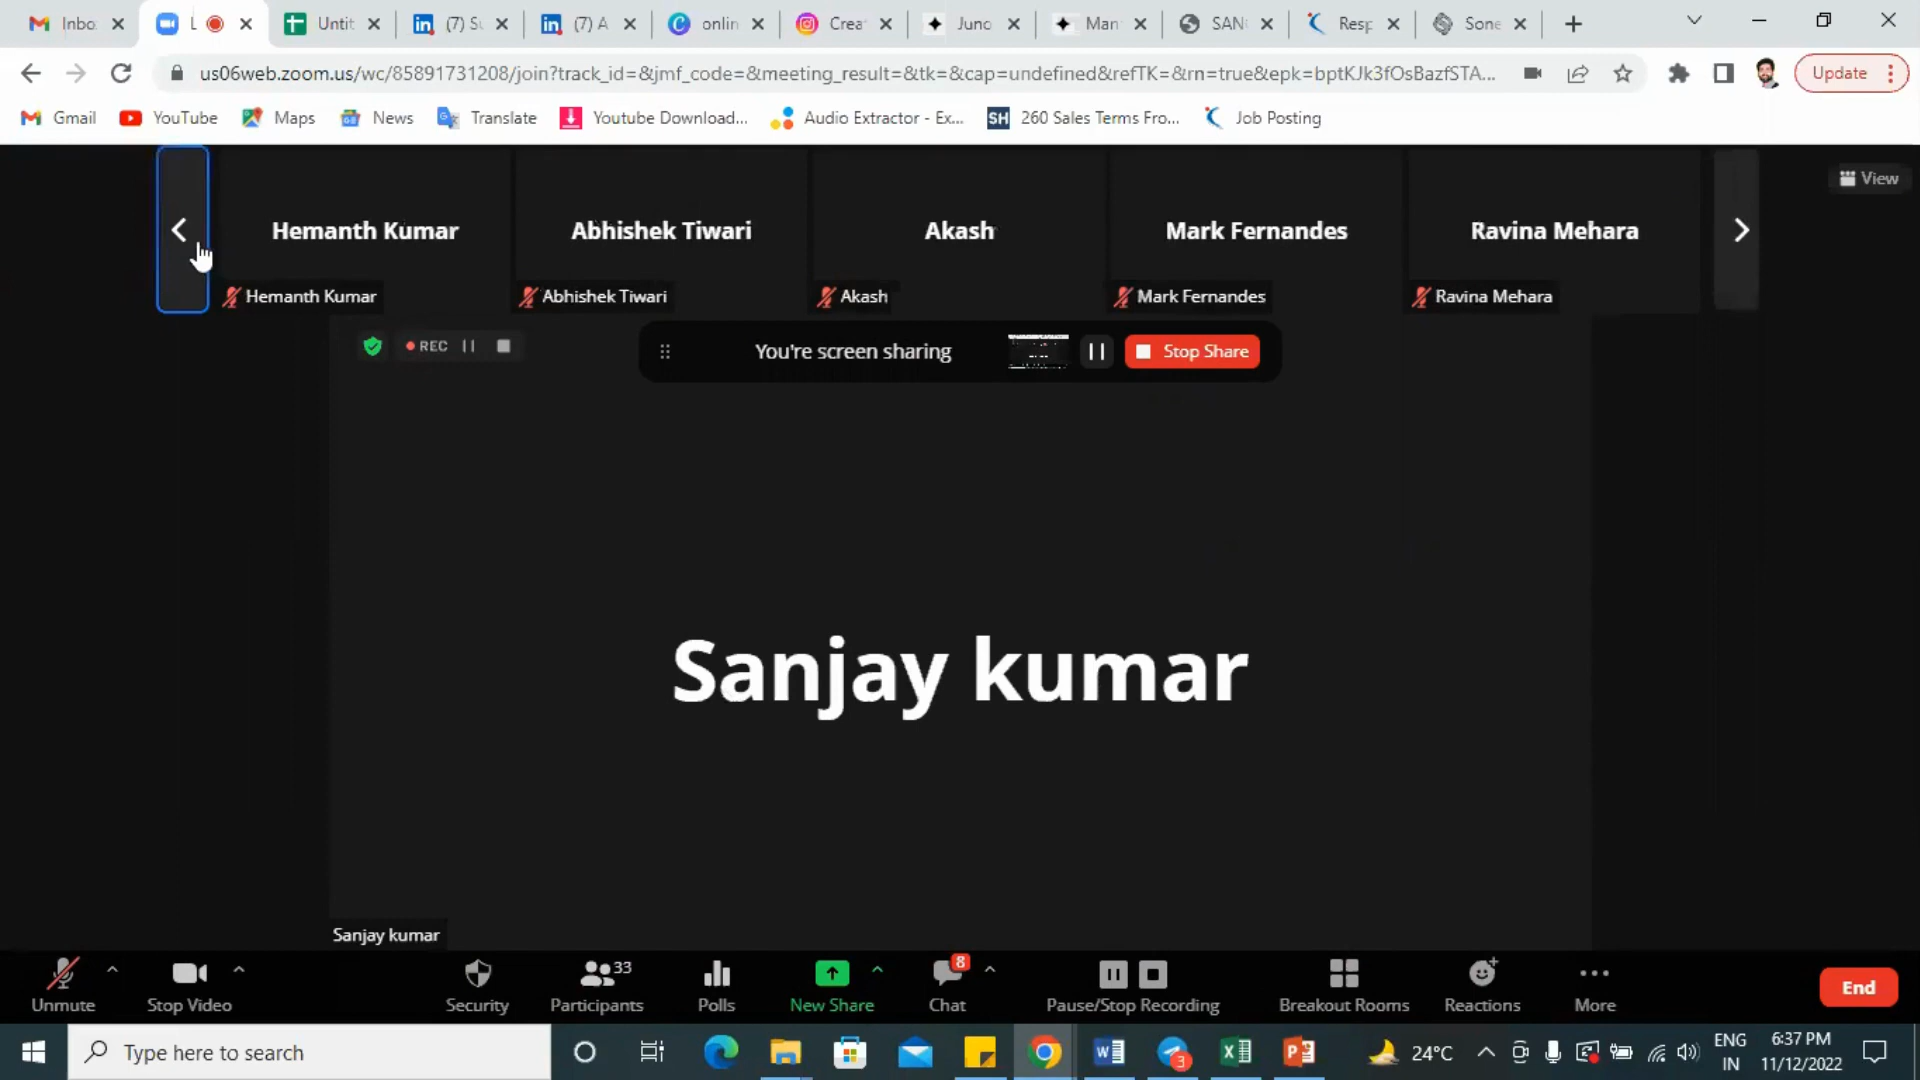 Inbo
L
Untit
(7) Su
(7) A
onlin
Crea
Juno
Man
SAN
Resp
Sone
us06web.zoom.us/wc/85891731208/join?track_id=&jmf_code=&meeting_result=&tk=&cap=undefined&refTK=&rn=true&epk=bptKJk3fOsBazfSTA...
Update
Gmail
YouTube
Maps
News
Translate
Youtube Download...
Audio Extractor - Ex...
SH
260 Sales Terms Fro...
Job Posting
View
Hemanth Kumar
Abhishek Tiwari
Akash
Mark Fernandes
Ravina Mehara
Hemanth Kumar
Abhishek Tiwari
Akash
Mark Fernandes
Ravina Mehara
REC
You're screen sharing
Stop Share
Sanjay kumar
Sanjay kumar
33
8
Unmute
Stop Video
Security
Participants
Polls
New Share
Chat
Pause/Stop Recording
Breakout Rooms
Reactions
More
End
Type here to search
3
24°C
ENG
IN
6:37 PM
11/12/2022